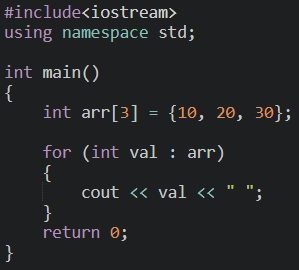 #include<iostream>
using namespace std;

int main()
{
    int arr[3] = {10, 20, 30};

    for (int val : arr)
    {
        cout << val << " ";
    }
    return 0;
}